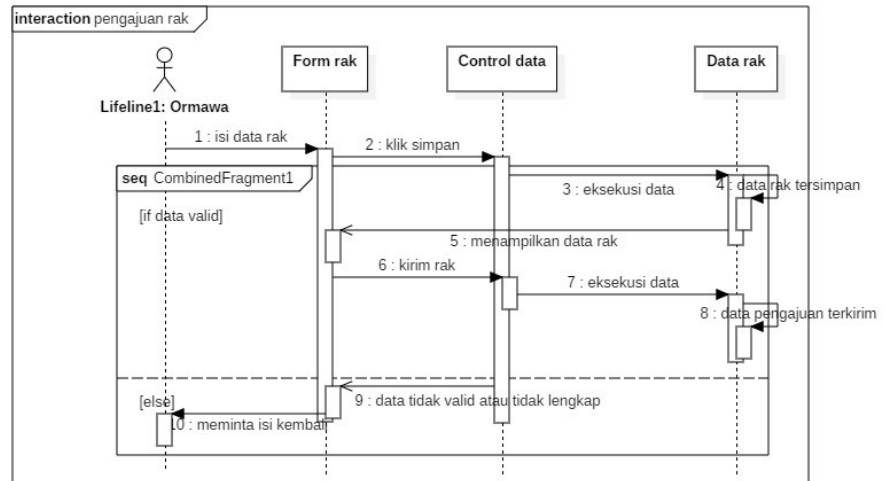 interaction pengajuan rak
Form rak
Control data
Data rak
Lifeline1: Ormawa
1 : isi data rak
2 : klik simpan
seq CombinedFragment1
3 : eksekusi data
4 : data rak tersimpan
[if data valid]
5 : menampilkan data rak
6 : kirim rak
7 : eksekusi data
8 : data pengajuan terkirim
[else]
9 : data tidak valid atau tidak lengkap
10 : meminta isi kembali